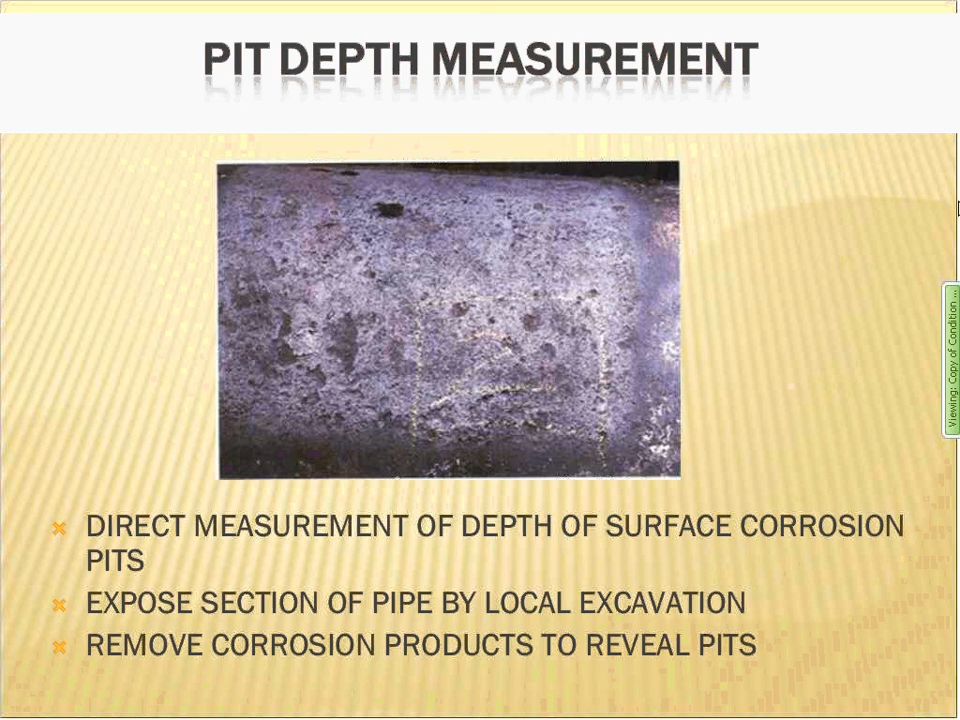 PIT DEPTH MEASUREMENT
DIRECT MEASUREMENT OF DEPTH OF SURFACE CORROSION
PITS
EXPOSE SECTION OF PIPE BY LOCAL EXCAVATION
REMOVE CORROSION PRODUCTS TO REVEAL PITS
Viewing: Copy of Condition ...